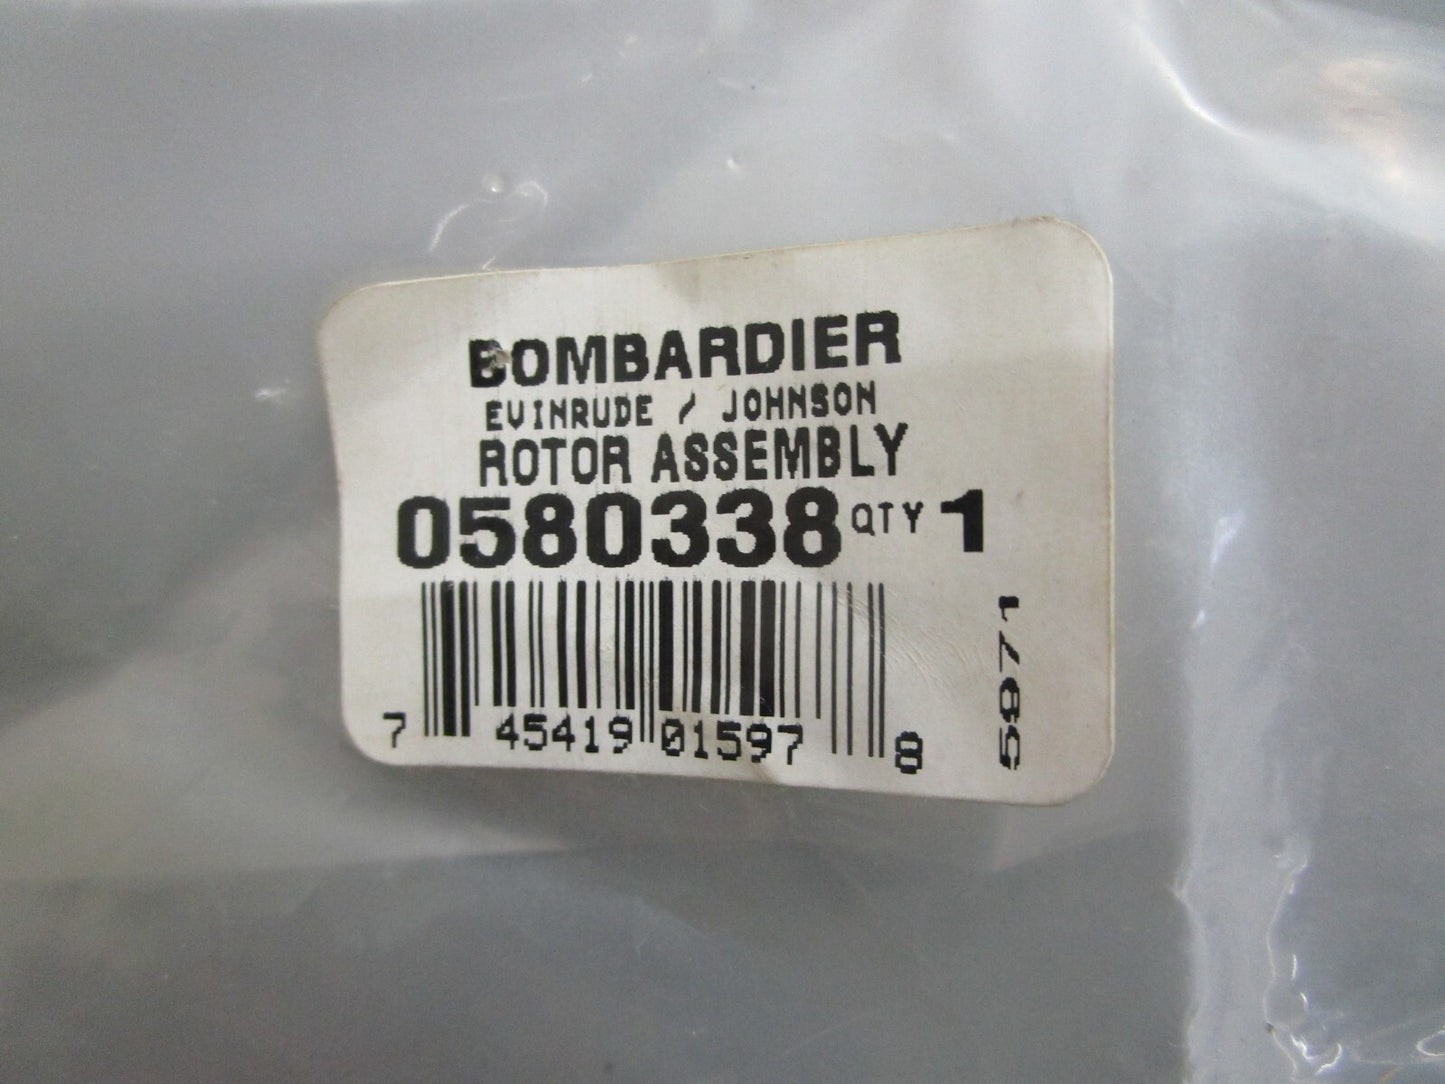 BOMBARDIER
EVINRUDE / JOHNSON
ROTOR ASSEMBLY
0580338 QTY 1
7 45419 01597 8
5971